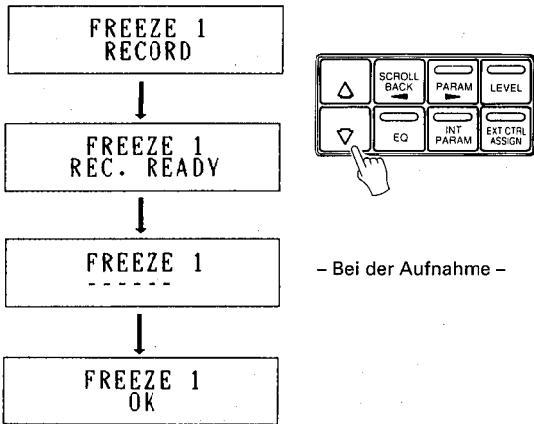 FREEZE 1
RECORD
SCROLL BACK
PARAM
LEVEL
EQ
INT PARAM
EXT CTRL ASSIGN
FREEZE 1
REC. READY
FREEZE 1
------
– Bei der Aufnahme –
FREEZE 1
OK